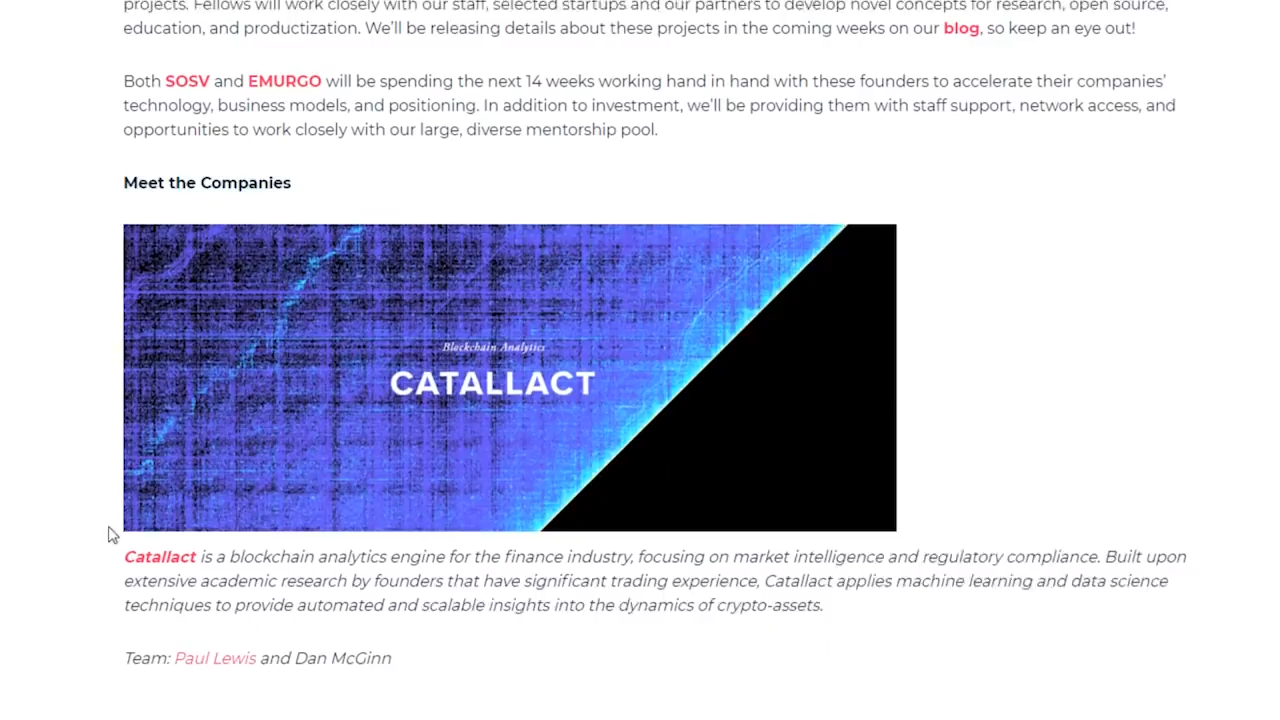 projects. Fellows will work closely with our staff, selected startups and our partners to develop novel concepts for research, open source,
education, and productization. We'll be releasing details about these projects in the coming weeks on our blog, so keep an eye out!
Both SOSV and EMURGO will be spending the next 14 weeks working hand in hand with these founders to accelerate their companies'
technology, business models, and positioning. In addition to investment, we'll be providing them with staff support, network access, and
opportunities to work closely with our large, diverse mentorship pool.
Meet the Companies
Blockchain Analytics
CATALLACT
Catallact is a blockchain analytics engine for the finance industry, focusing on market intelligence and regulatory compliance. Built upon
extensive academic research by founders that have significant trading experience, Catallact applies machine learning and data science
techniques to provide automated and scalable insights into the dynamics of crypto-assets.
Team: Paul Lewis and Dan McGinn